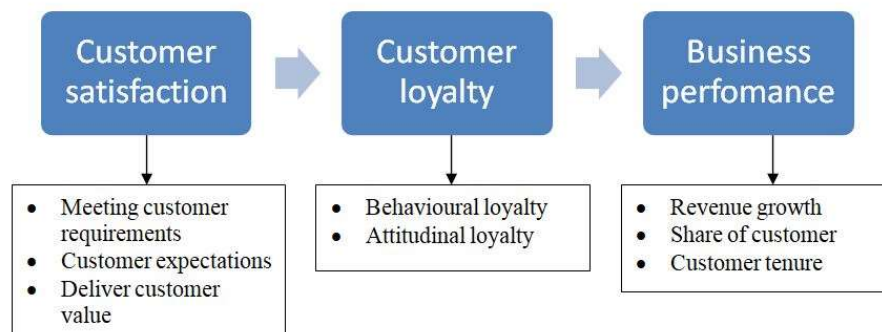 Customer
satisfaction
Customer
loyalty
Business
perfomance
• Meeting customer
requirements
• Customer expectations
• Deliver customer
value
• Behavioural loyalty
• Attitudinal loyalty
• Revenue growth
• Share of customer
• Customer tenure